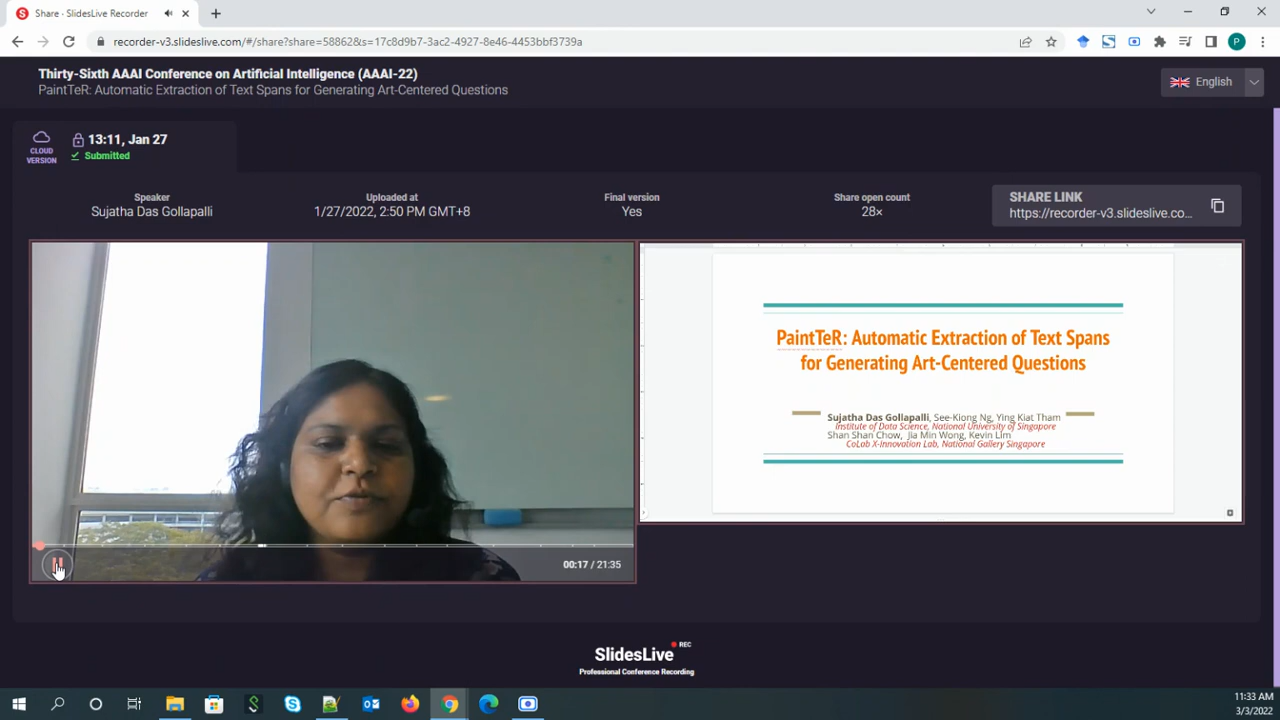 Share - SlidesLive Recorder
recorder-v3.slideslive.com/#/share?share=58862&s=17c8d9b7-3ac2-4927-8e46-4453bbf3739a
P
Thirty-Sixth AAAI Conference on Artificial Intelligence (AAAI-22)
PaintTeR: Automatic Extraction of Text Spans for Generating Art-Centered Questions
English
CLOUD
VERSION
13:11, Jan 27
Submitted
Speaker
Sujatha Das Gollapalli
Uploaded at
1/27/2022, 2:50 PM GMT+8
Final version
Yes
Share open count
28×
SHARE LINK
https://recorder-v3.slideslive.co...
PaintTeR: Automatic Extraction of Text Spans
for Generating Art-Centered Questions
Sujatha Das Gollapalli, See-Kiong Ng, Ying Kiat Tham
Institute of Data Science, National University of Singapore
Shan Shan Chow, Jia Min Wong, Kevin Lim
CoLab X-Innovation Lab, National Gallery Singapore
00:17 / 21:35
SlidesLive REC
Professional Conference Recording
11:33 AM
3/3/2022